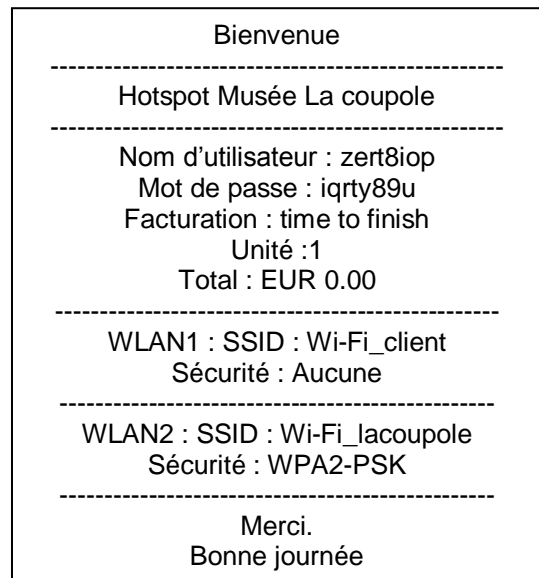 Bienvenue
--------------------------------------------------
Hotspot Musée La coupole
--------------------------------------------------
Nom d’utilisateur : zert8iop
Mot de passe : iqrty89u
Facturation : time to finish
Unité :1
Total : EUR 0.00
-------------------------------------------------
WLAN1 : SSID : Wi-Fi_client
Sécurité : Aucune
------------------------------------------------
WLAN2 : SSID : Wi-Fi_lacoupole
Sécurité : WPA2-PSK
------------------------------------------------
Merci.
Bonne journée